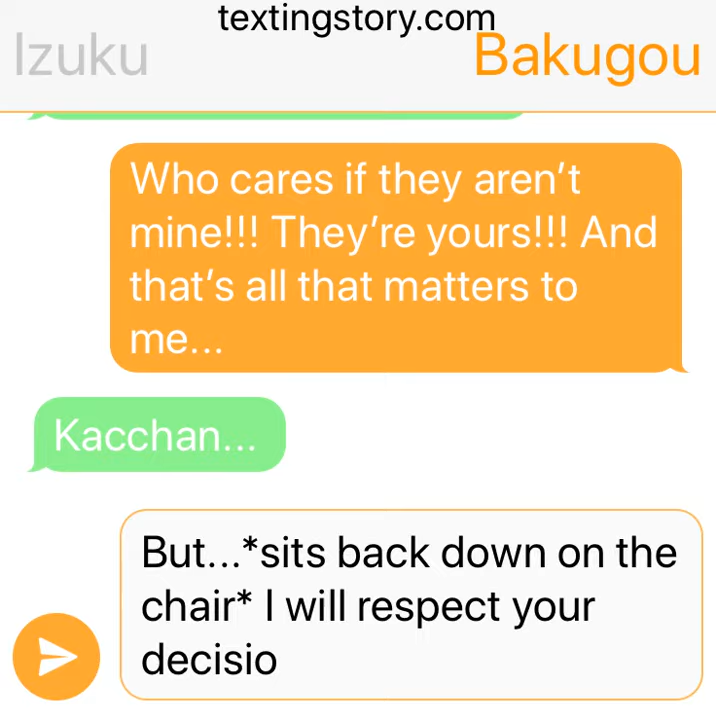 textingstory.com
Izuku
Bakugou
Who cares if they aren’t
mine!!! They’re yours!!! And
that’s all that matters to
me...
Kacchan...
But...*sits back down on the
chair* I will respect your
decisio